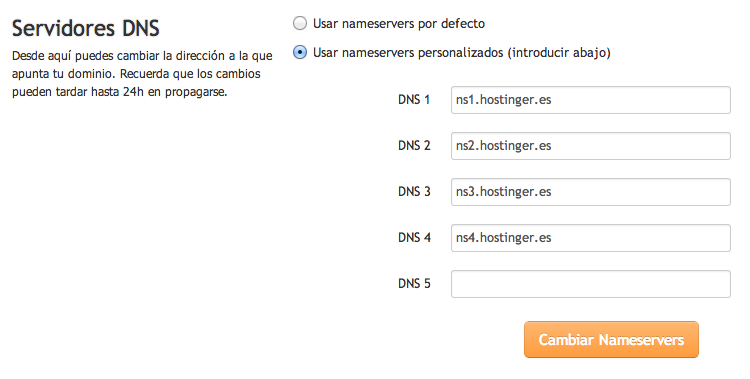 Servidores DNS
Desde aquí puedes cambiar la dirección a la que
apunta tu dominio. Recuerda que los cambios
pueden tardar hasta 24h en propagarse.
Usar nameservers por defecto
Usar nameservers personalizados (introducir abajo)
DNS 1 ns1.hostinger.es
DNS 2 ns2.hostinger.es
DNS 3 ns3.hostinger.es
DNS 4 ns4.hostinger.es
DNS 5
Cambiar Nameservers